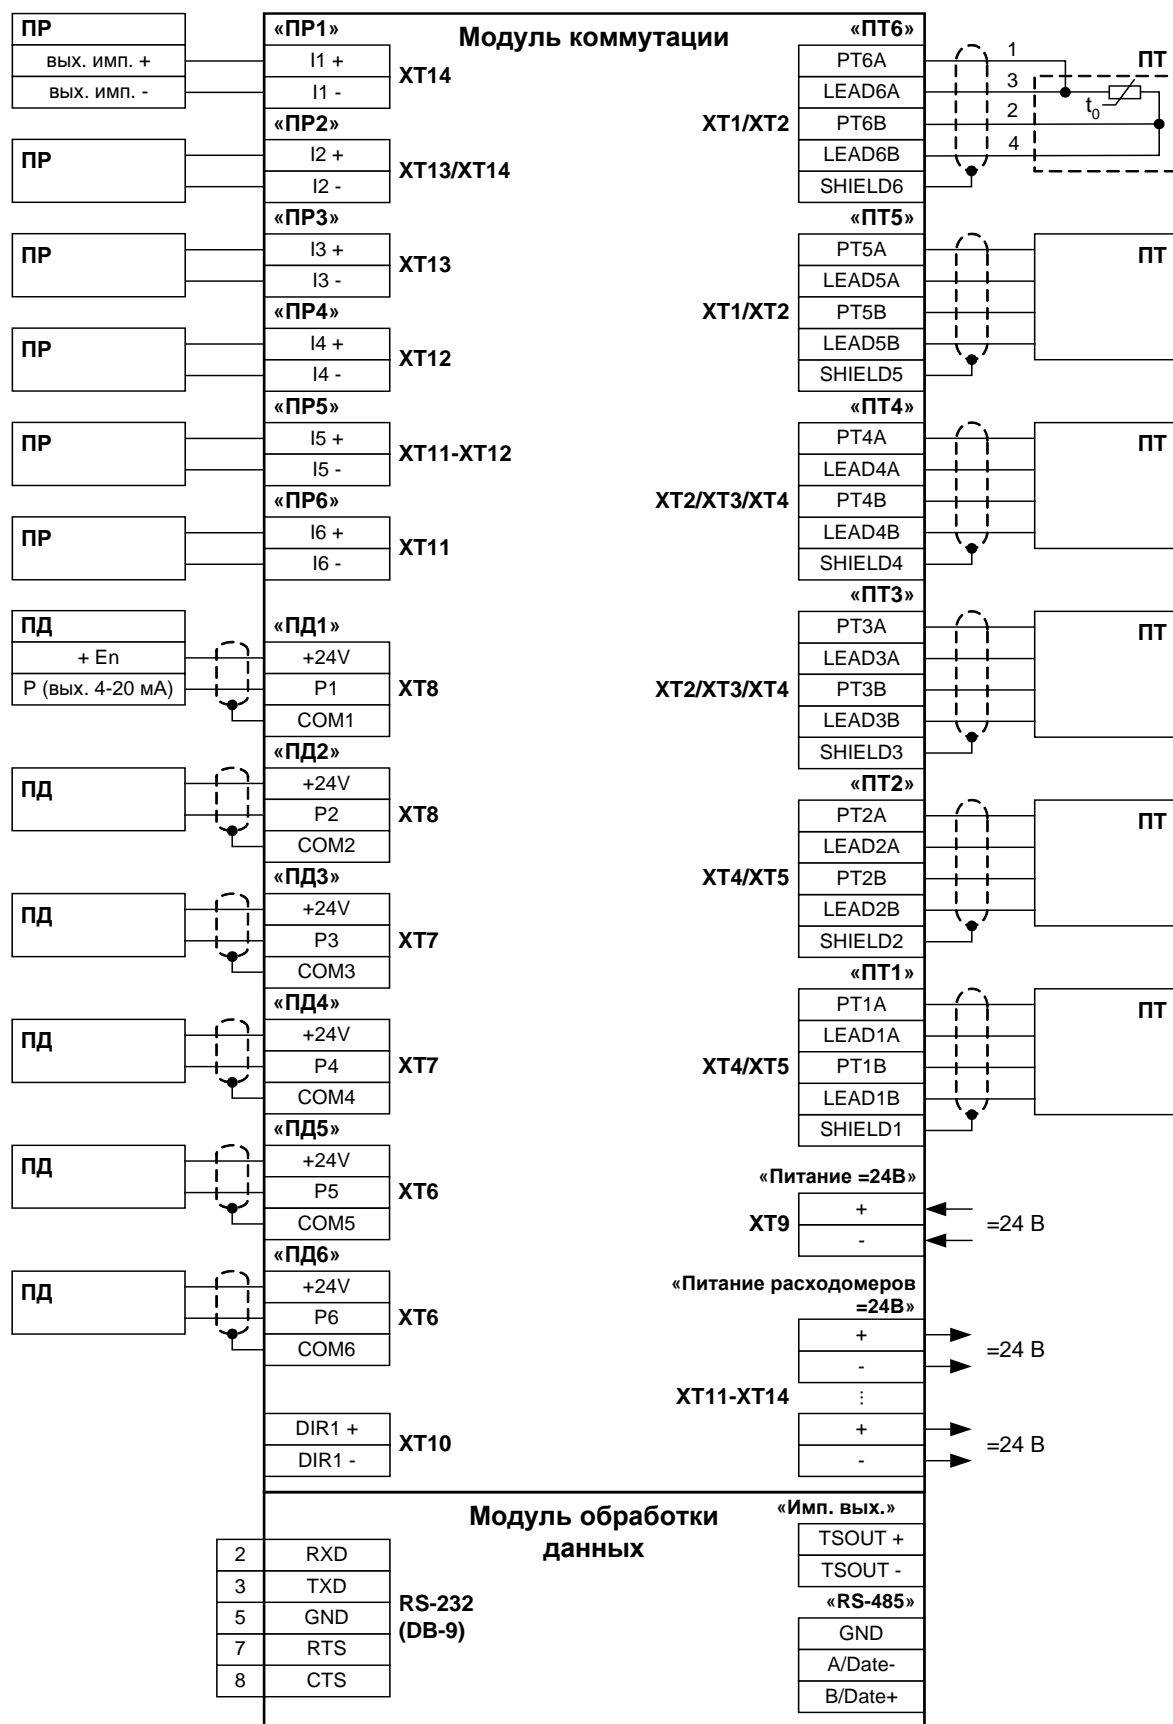 Модуль коммутации
ПР
вых. имп. +
вых. имп. -
«ПР1»
I1 +
I1 -
XT14
ПР
«ПР2»
I2 +
I2 -
XT13/XT14
ПР
«ПР3»
I3 +
I3 -
XT13
ПР
«ПР4»
I4 +
I4 -
XT12
ПР
«ПР5»
I5 +
I5 -
XT11-XT12
ПР
«ПР6»
I6 +
I6 -
XT11
ПД
+ En
P (вых. 4-20 мА)
«ПД1»
+24V
P1
COM1
XT8
ПД
«ПД2»
+24V
P2
COM2
XT8
ПД
«ПД3»
+24V
P3
COM3
XT7
ПД
«ПД4»
+24V
P4
COM4
XT7
ПД
«ПД5»
+24V
P5
COM5
XT6
ПД
«ПД6»
+24V
P6
COM6
XT6
DIR1 +
DIR1 -
XT10
«ПТ6»
PT6A
LEAD6A
PT6B
LEAD6B
SHIELD6
XT1/XT2
1
3
2
4
t0
ПТ
«ПТ5»
PT5A
LEAD5A
PT5B
LEAD5B
SHIELD5
XT1/XT2
ПТ
«ПТ4»
PT4A
LEAD4A
PT4B
LEAD4B
SHIELD4
XT2/XT3/XT4
ПТ
«ПТ3»
PT3A
LEAD3A
PT3B
LEAD3B
SHIELD3
XT2/XT3/XT4
ПТ
«ПТ2»
PT2A
LEAD2A
PT2B
LEAD2B
SHIELD2
XT4/XT5
ПТ
«ПТ1»
PT1A
LEAD1A
PT1B
LEAD1B
SHIELD1
XT4/XT5
ПТ
«Питание =24В»
XT9
+
-
=24 В
«Питание расходомеров
=24В»
+
-
=24 В
XT11-XT14
⋮
+
-
=24 В
Модуль обработки
данных
2 RXD
3 TXD
5 GND
7 RTS
8 CTS
RS-232
(DB-9)
«Имп. вых.»
TSOUT +
TSOUT -
«RS-485»
GND
A/Date-
B/Date+